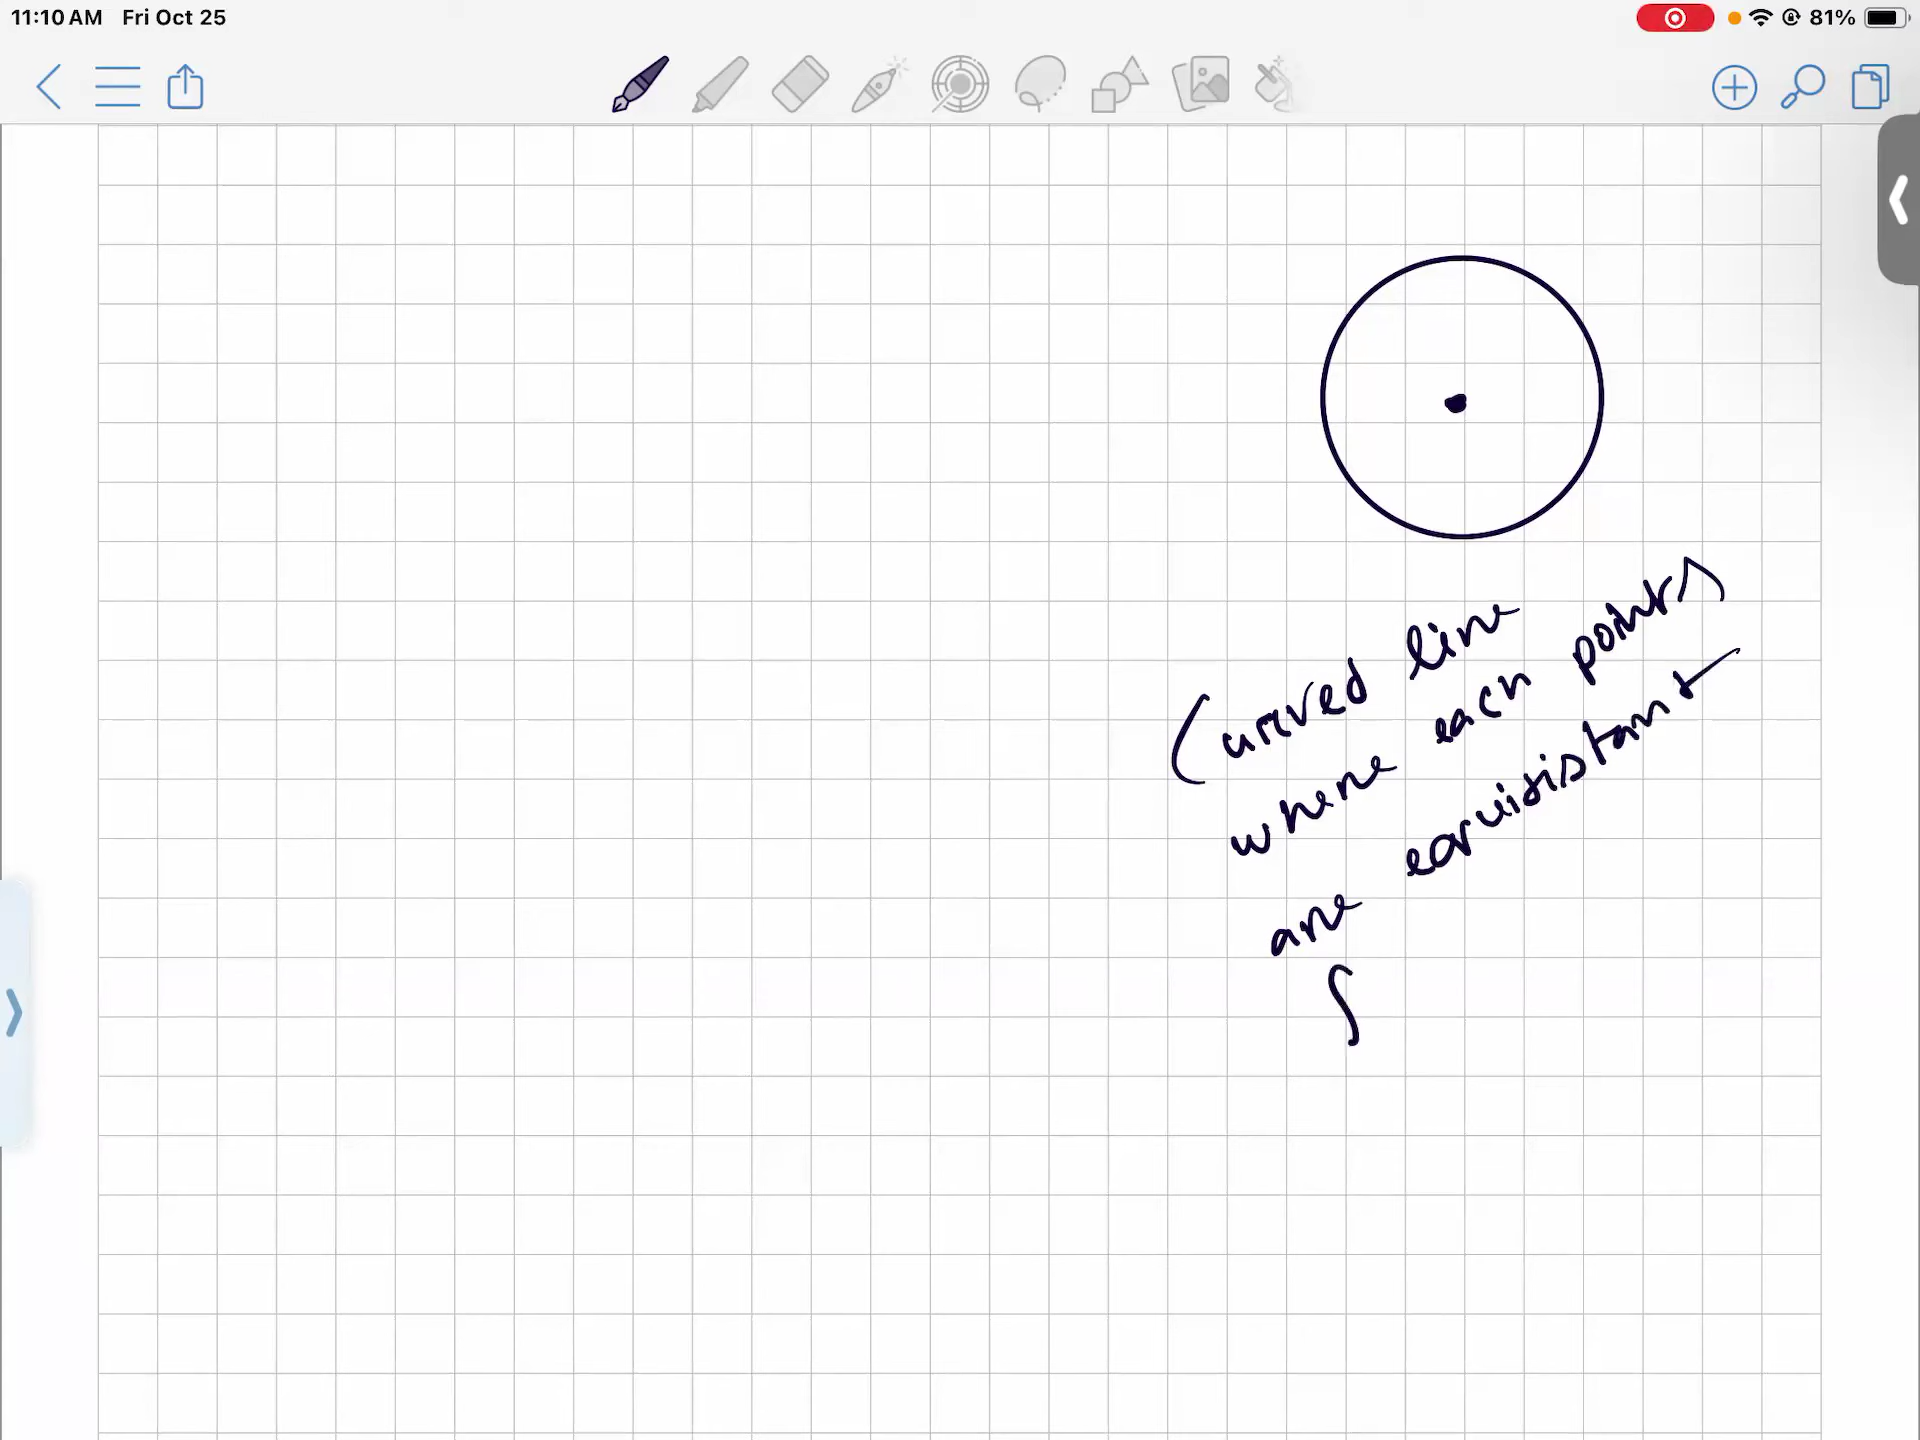 11:10 AM Fri Oct 25
81%
Curved line
where each points
are equidistant